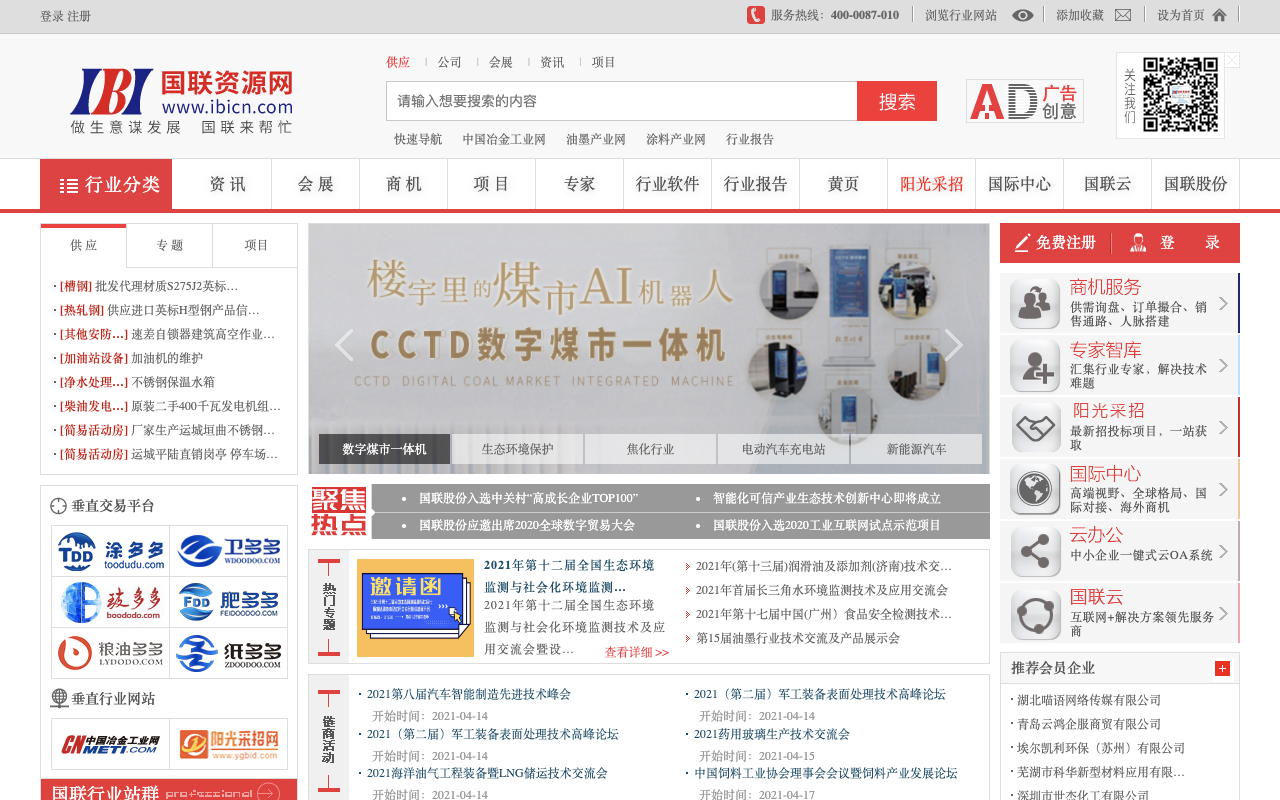 登录 注册
服务热线：400-0087-010
浏览行业网站
添加收藏
设为首页
IBI 国联资源网
www.ibicn.com
做生意谋发展 国联来帮忙
供应
公司
会展
资讯
项目
请输入想要搜索的内容
搜索
快速导航
中国冶金工业网
油墨产业网
涂料产业网
行业报告
AD 广告创意
关注我们
行业分类
资 讯
会 展
商 机
项 目
专家
行业软件
行业报告
黄页
阳光采招
国际中心
国联云
国联股份
供 应
专 题
项目
[槽钢] 批发代理材质S275J2英标…
[热轧钢] 供应进口英标H型钢产品信…
[其他安防…] 速差自锁器建筑高空作业…
[加油站设备] 加油机的维护
[净水处理…] 不锈钢保温水箱
[柴油发电…] 原装二手400千瓦发电机组…
[简易活动房] 厂家生产运城垣曲不锈钢…
[简易活动房] 运城平陆直销岗亭 停车场…
垂直交易平台
TDD 涂多多
toodudu.com
卫多多
WDOODOO.COM
玻多多
boododo.com
FDD 肥多多
FEIDOODOO.COM
粮油多多
LYDODO.COM
纸多多
ZDOODOO.COM
垂直行业网站
CN 中国冶金工业网
METI.COM
阳光采招网
www.ygbid.com
国联行业站群 professional
楼宇里的煤市AI机器人
CCTD数字煤市一体机
CCTD DIGITAL COAL MARKET INTEGRATED MACHINE
数字煤市一体机
生态环境保护
焦化行业
电动汽车充电站
新能源汽车
聚焦热点
国联股份入选中关村“高成长企业TOP100”
智能化可信产业生态技术创新中心即将成立
国联股份应邀出席2020全球数字贸易大会
国联股份入选2020工业互联网试点示范项目
热门专题
邀请函
2021年第十二届全国生态环境
监测与社会化环境监测…
2021年第十二届全国生态环境
监测与社会化环境监测技术及应
用交流会暨设…
查看详细 >>
2021年(第十三届)润滑油及添加剂(济南)技术交…
2021年首届长三角水环境监测技术及应用交流会
2021年第十七届中国(广州）食品安全检测技术…
第15届油墨行业技术交流及产品展示会
链商活动
2021第八届汽车智能制造先进技术峰会
开始时间：2021-04-14
2021（第二届）军工装备表面处理技术高峰论坛
开始时间：2021-04-14
2021（第二届）军工装备表面处理技术高峰论坛
开始时间：2021-04-14
2021药用玻璃生产技术交流会
开始时间：2021-04-15
2021海洋油气工程装备暨LNG储运技术交流会
开始时间：2021-04-14
中国饲料工业协会理事会会议暨饲料产业发展论坛
开始时间：2021-04-17
免费注册
登 录
商机服务
供需询盘、订单撮合、销
售通路、人脉搭建
专家智库
汇集行业专家，解决技术
难题
阳光采招
最新招投标项目，一站获
取
国际中心
高端视野、全球格局、国
际对接、海外商机
云办公
中小企业一键式云OA系统
国联云
互联网+解决方案领先服务
商
推荐会员企业
湖北喵语网络传媒有限公司
青岛云鸿企服商贸有限公司
埃尔凯利环保（苏州）有限公司
芜湖市科华新型材料应用有限…
深圳市世杰化工有限公司